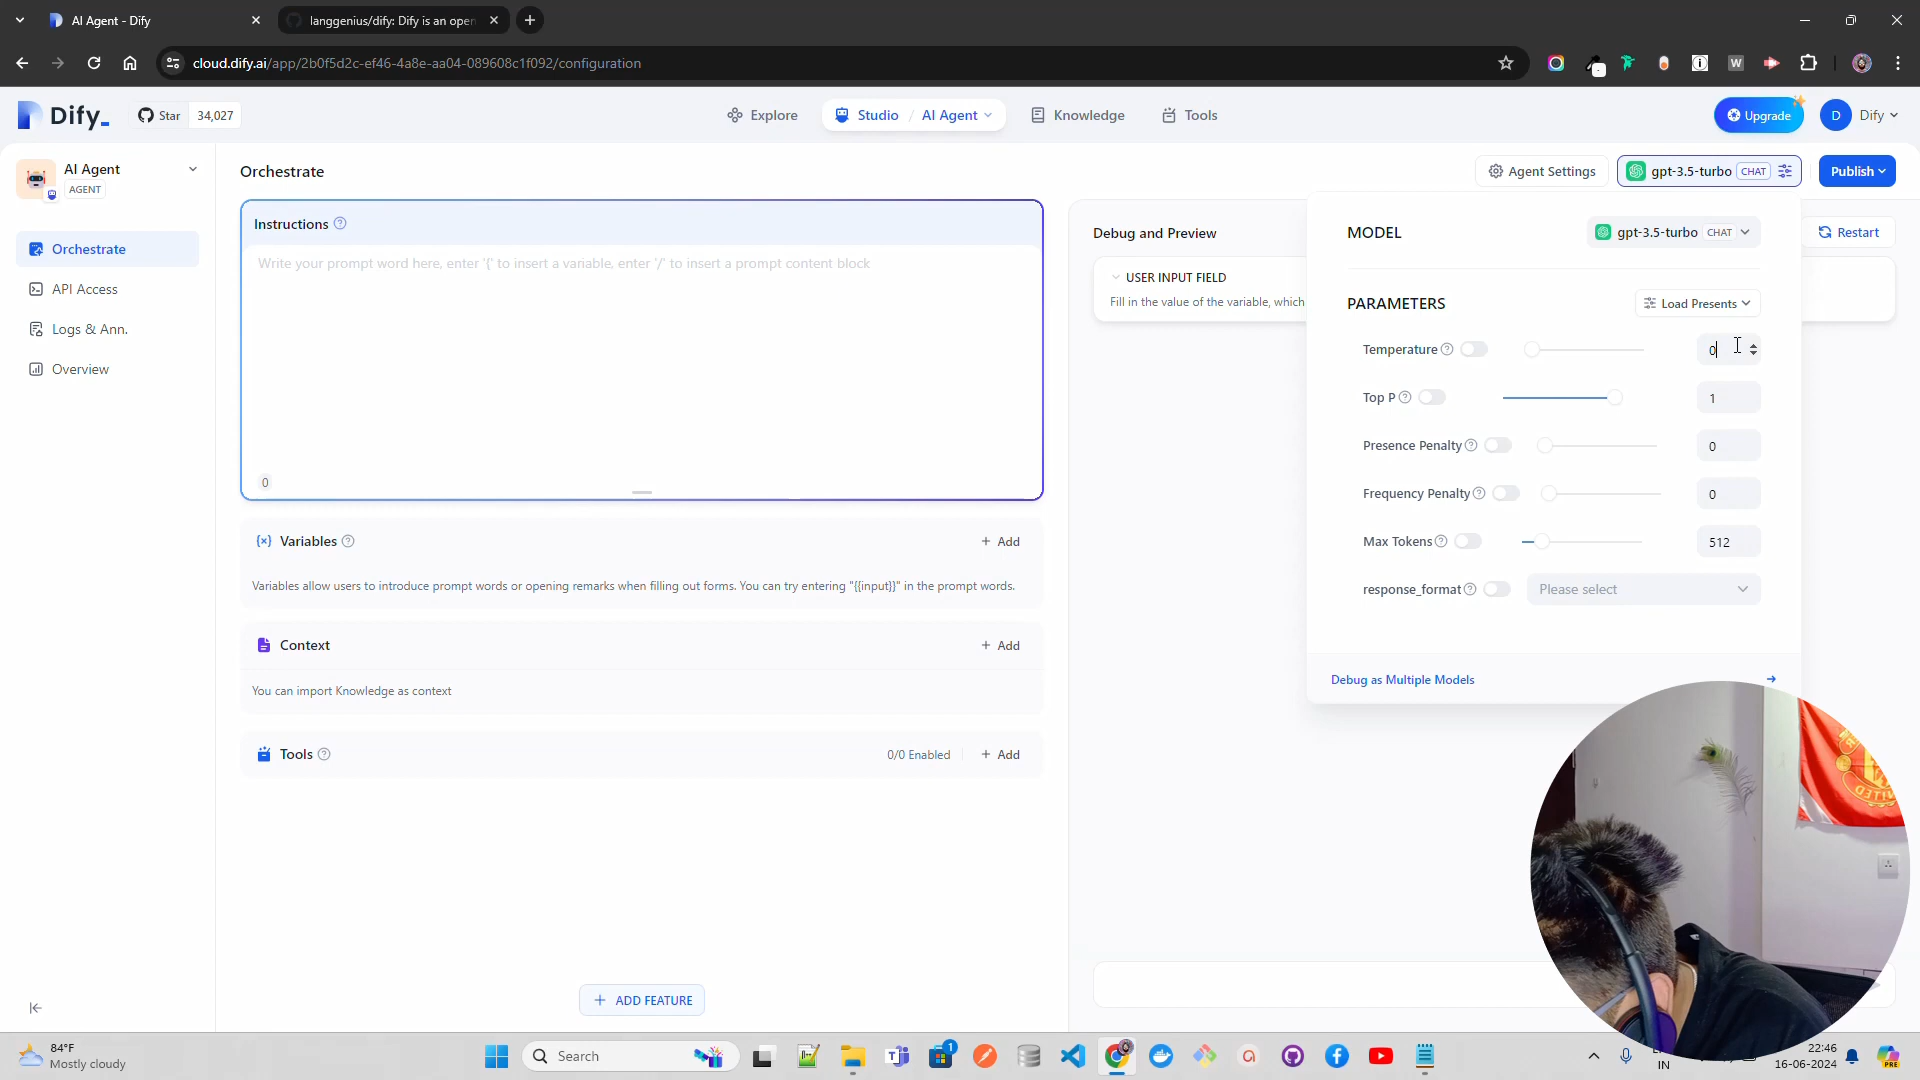 AI Agent - Dify
langgenius/dify: Dify is an open
cloud.dify.ai/app/2b0f5d2c-ef46-4a8e-aa04-089608c1f092/configuration
Dify_
Star 34,027
Explore
Studio / AI Agent
Knowledge
Tools
Upgrade
D Dify
AI Agent
AGENT
Orchestrate
API Access
Logs & Ann.
Overview
Orchestrate
Agent Settings
gpt-3.5-turbo CHAT
Publish
Instructions
Write your prompt word here, enter '{' to insert a variable, enter '/' to insert a prompt content block
0
Variables
+ Add
Variables allow users to introduce prompt words or opening remarks when filling out forms. You can try entering "{{input}}" in the prompt words.
Context
+ Add
You can import Knowledge as context
Tools
0/0 Enabled
+ Add
+ ADD FEATURE
Debug and Preview
Restart
USER INPUT FIELD
Fill in the value of the variable, which
MODEL
gpt-3.5-turbo CHAT
PARAMETERS
Load Presents
Temperature 0
Top P 1
Presence Penalty 0
Frequency Penalty 0
Max Tokens 512
response_format Please select
Debug as Multiple Models
UNITED
84°F
Mostly cloudy
Search
1
IN
22:46
16-06-2024
PRE